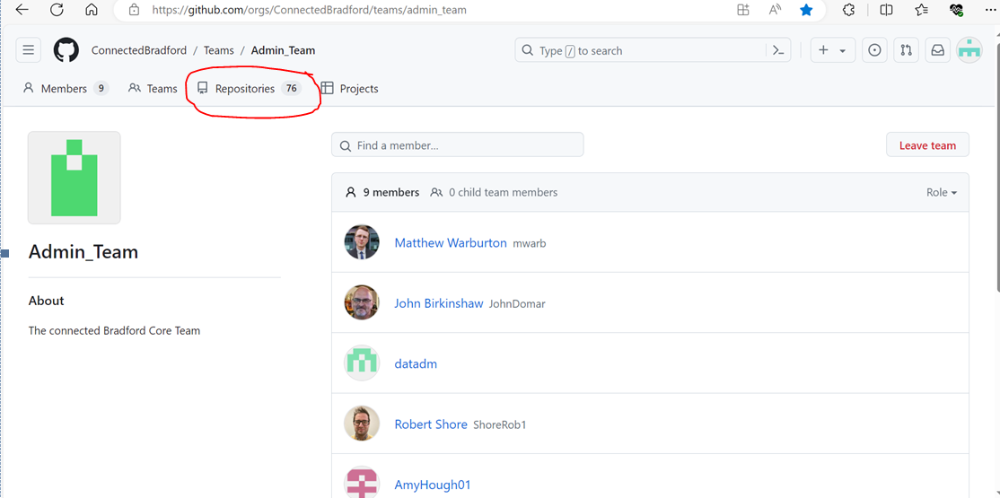 https://github.com/orgs/ConnectedBradford/teams/admin_team
ConnectedBradford / Teams / Admin_Team
Type / to search
Members 9 Teams Repositories 76 Projects
Find a member...
Leave team
9 members 0 child team members
Role
Matthew Warburton mwarb
Admin_Team
About
John Birkinshaw JohnDomar
The connected Bradford Core Team
datadm
Robert Shore ShoreRob1
AmyHough01